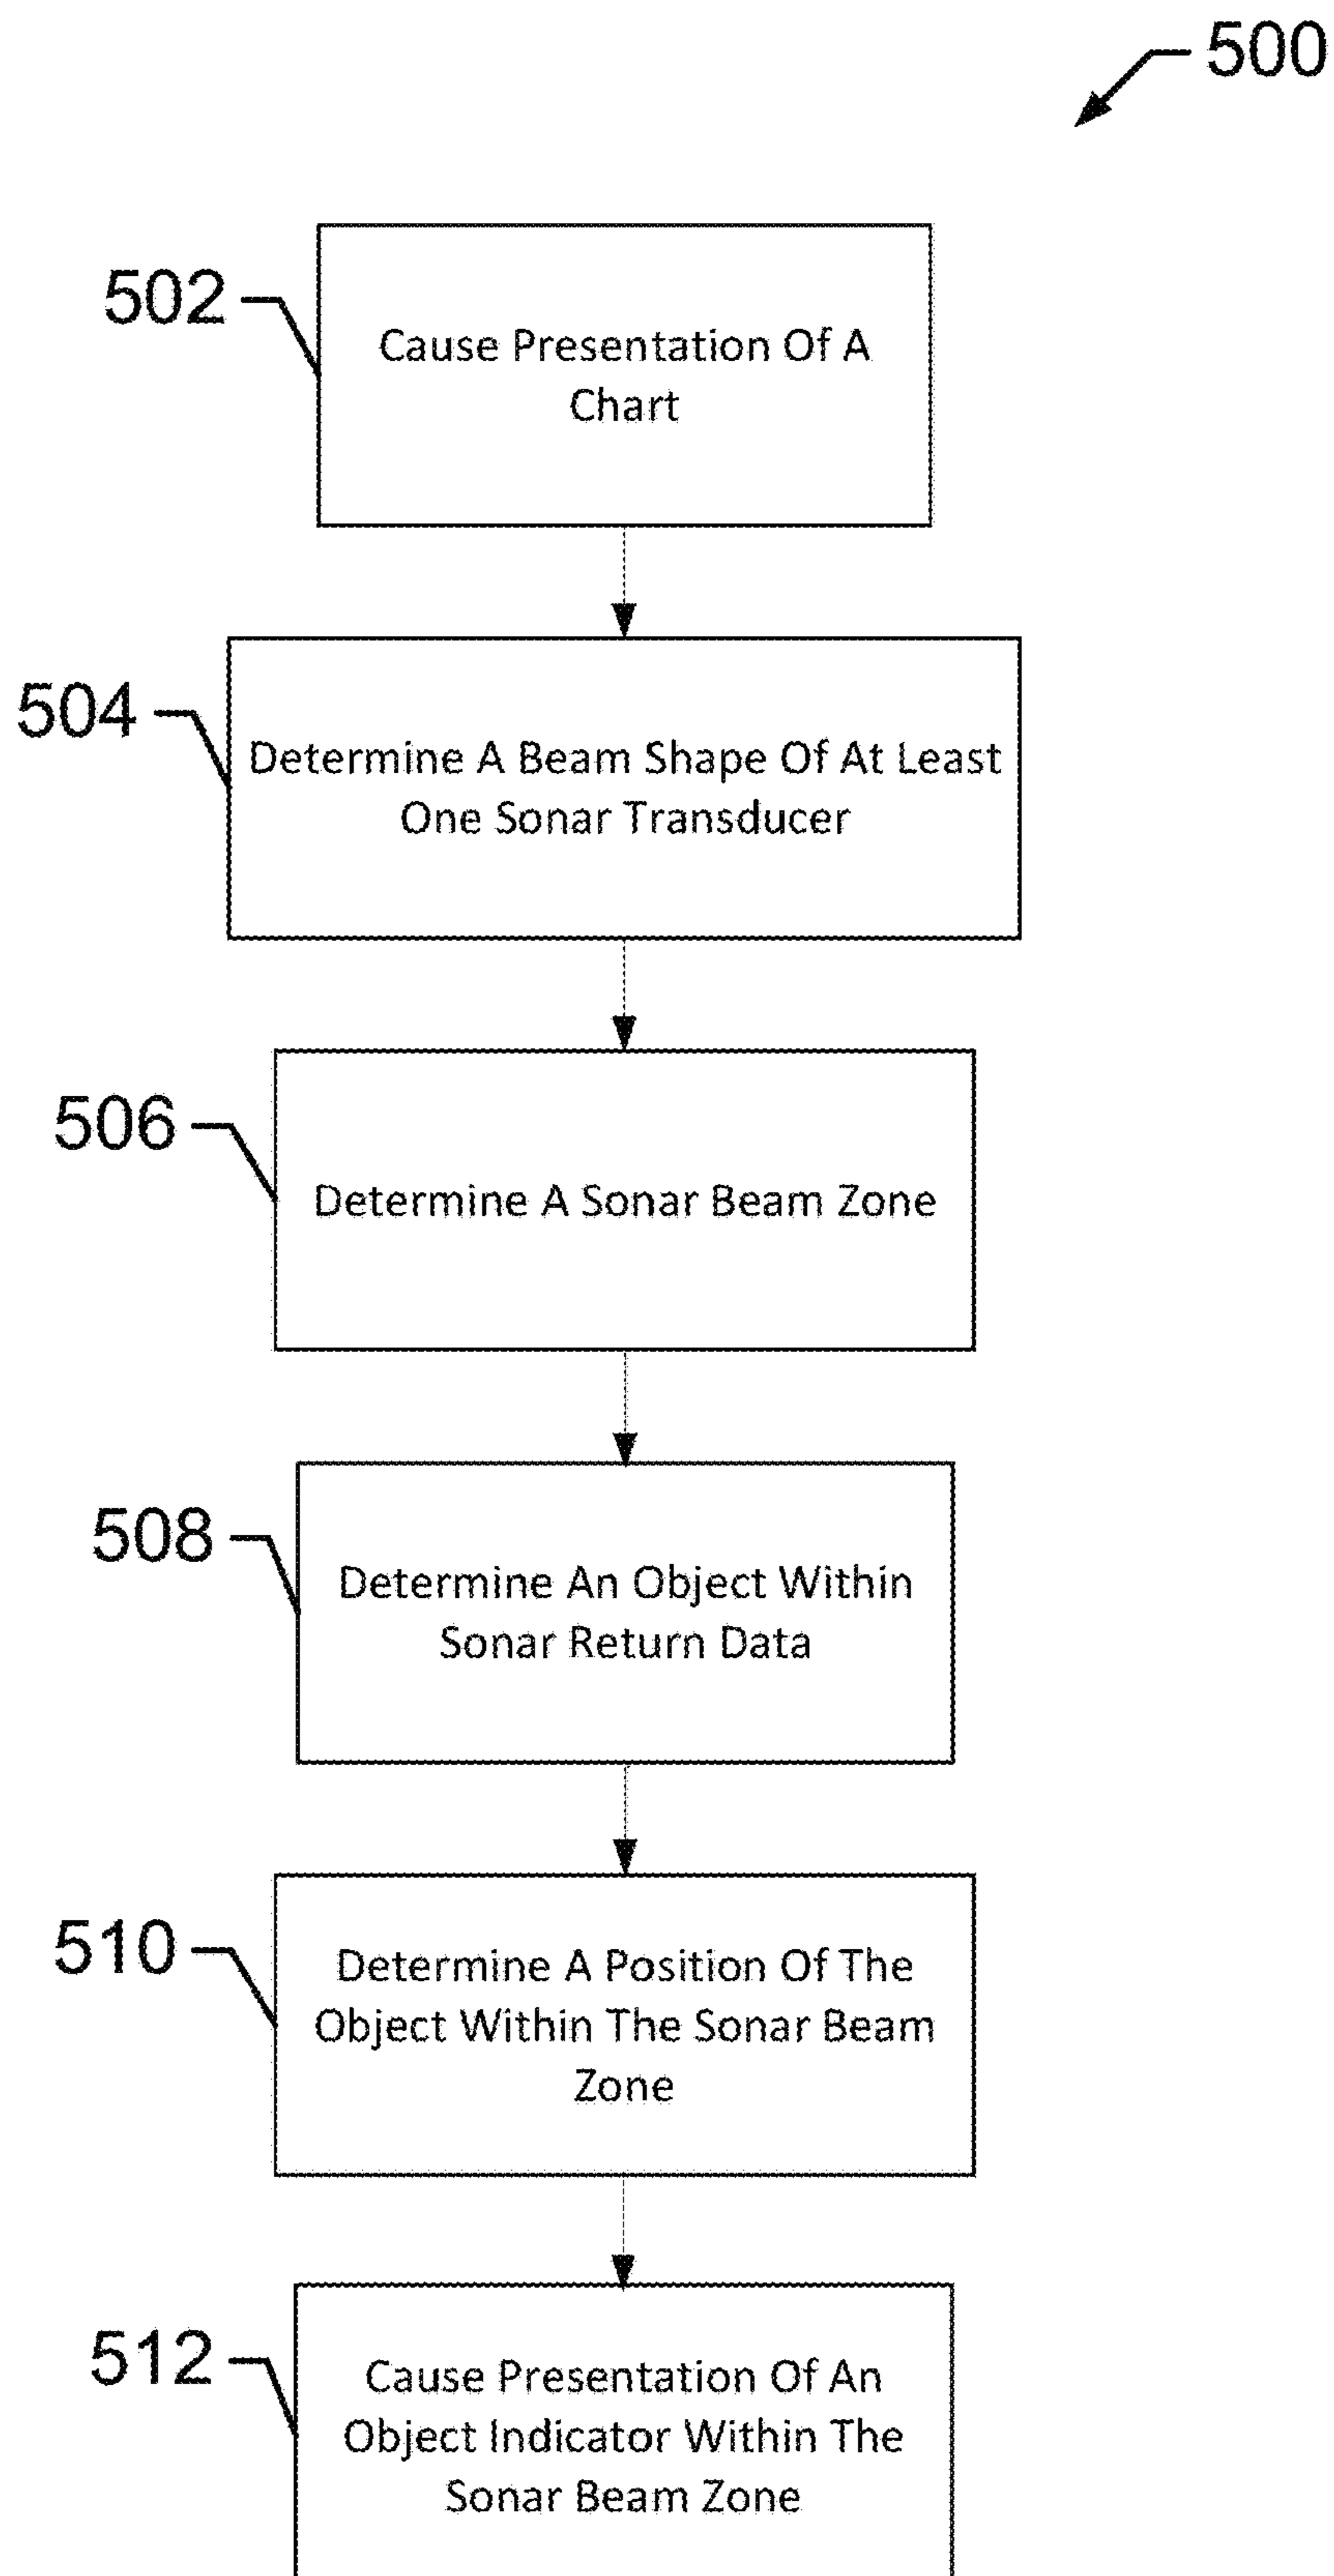 500
502
Cause Presentation Of A
Chart
504
Determine A Beam Shape Of At Least
One Sonar Transducer
506
Determine A Sonar Beam Zone
508
Determine An Object Within
Sonar Return Data
510
Determine A Position Of The
Object Within The Sonar Beam
Zone
512
Cause Presentation Of An
Object Indicator Within The
Sonar Beam Zone